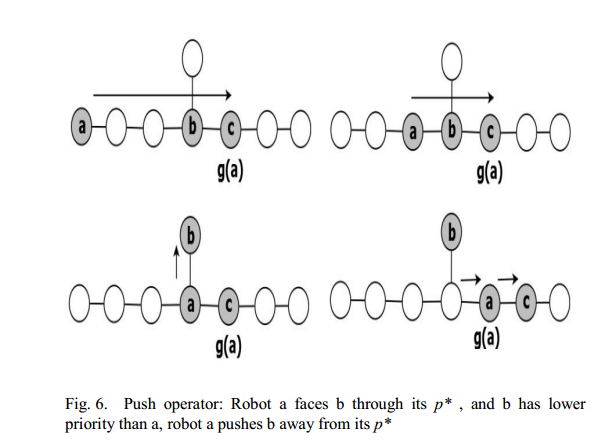 a b c
g(a)
a b c
g(a)
b
a c
g(a)
b
a c
g(a)
Fig. 6. Push operator: Robot a faces b through its p* , and b has lower
priority than a, robot a pushes b away from its p*